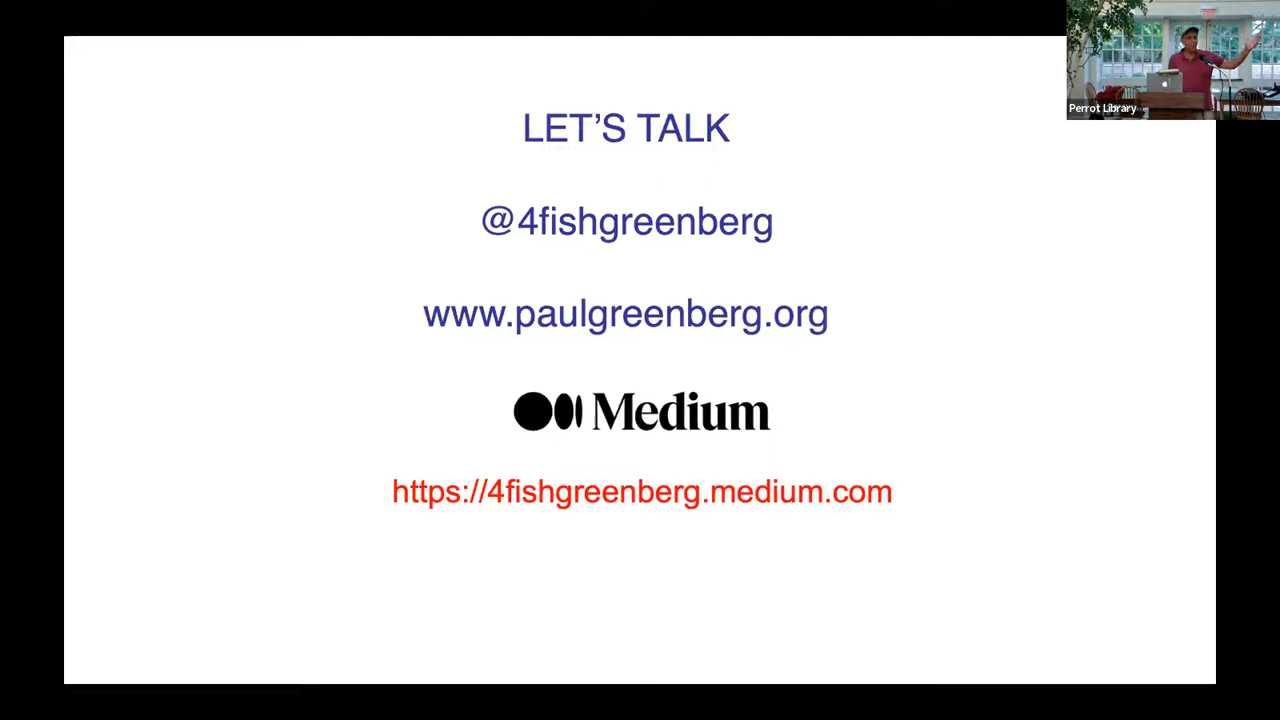 LET'S TALK
@4fishgreenberg
www.paulgreenberg.org
Medium
https://4fishgreenberg.medium.com
Perrot Library